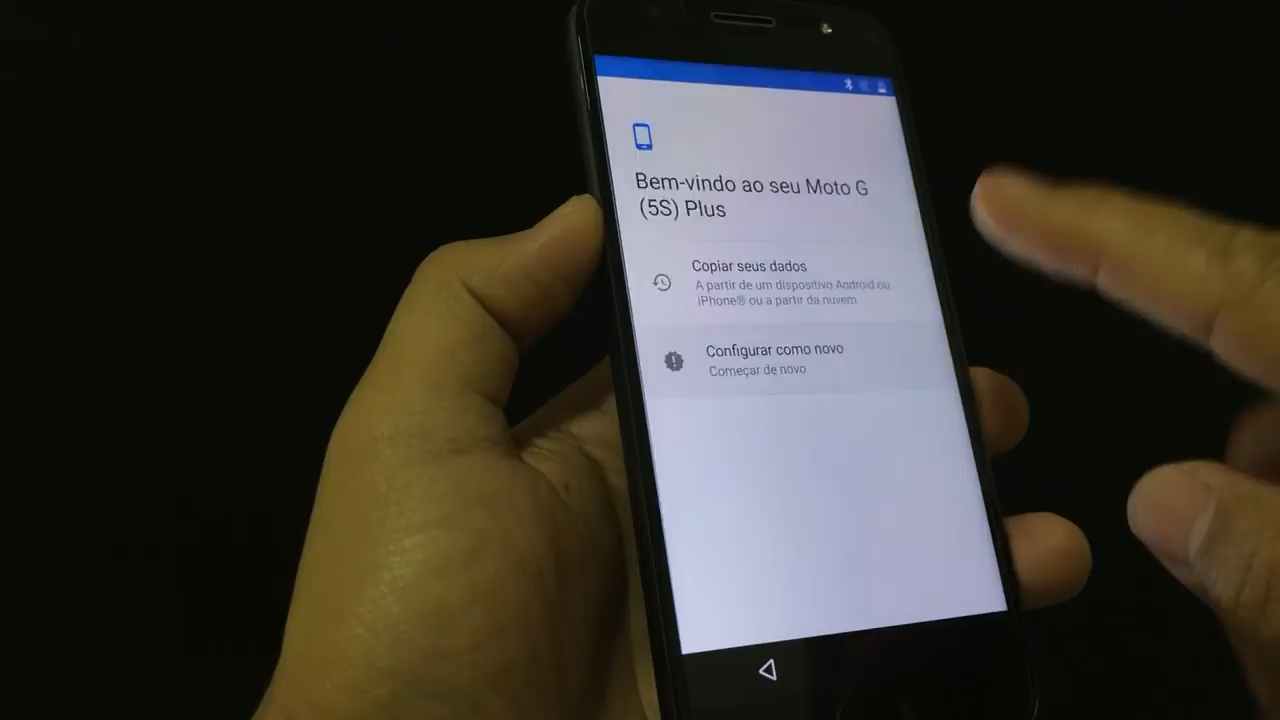 Bem-vindo ao seu Moto G
(5S) Plus
Copiar seus dados
A partir de um dispositivo Android ou
iPhone® ou a partir da nuvem
Configurar como novo
Começar de novo